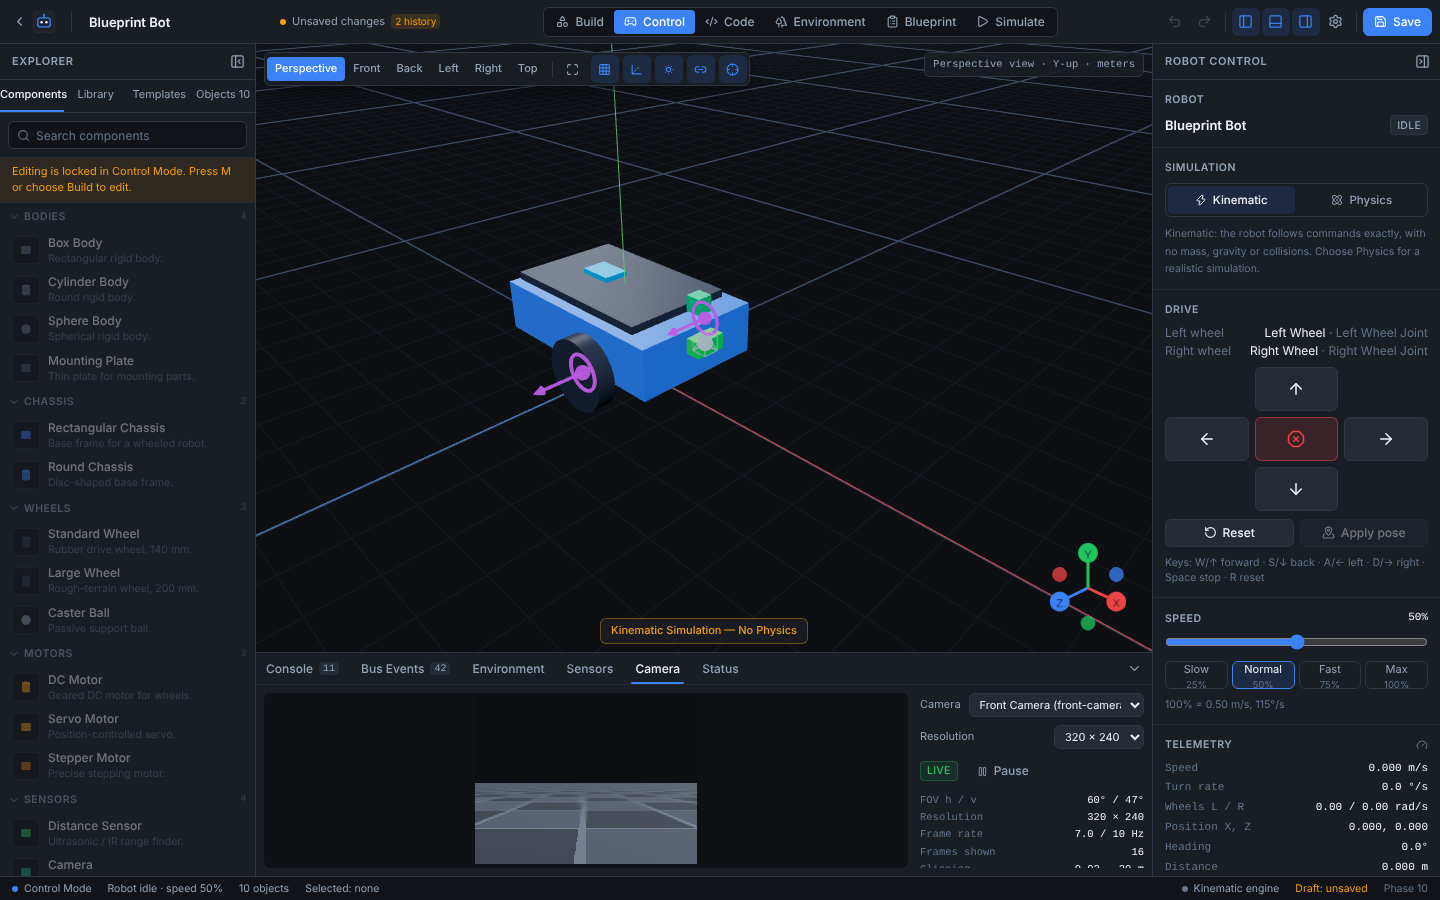 Blueprint Bot
Unsaved changes 2 history
Build Control Code Environment Blueprint Simulate
Save
EXPLORER
Components Library Templates Objects 10
Search components
Editing is locked in Control Mode. Press M
or choose Build to edit.
BODIES 4
Box Body
Rectangular rigid body.
Cylinder Body
Round rigid body.
Sphere Body
Spherical rigid body.
Mounting Plate
Thin plate for mounting parts.
CHASSIS 2
Rectangular Chassis
Base frame for a wheeled robot.
Round Chassis
Disc-shaped base frame.
WHEELS 3
Standard Wheel
Rubber drive wheel, 140 mm.
Large Wheel
Rough-terrain wheel, 200 mm.
Caster Ball
Passive support ball.
MOTORS 3
DC Motor
Geared DC motor for wheels.
Servo Motor
Position-controlled servo.
Stepper Motor
Precise stepping motor.
SENSORS 4
Distance Sensor
Ultrasonic / IR range finder.
Camera
Perspective Front Back Left Right Top
Perspective view · Y-up · meters
Y
Z
X
Kinematic Simulation — No Physics
Console 11 Bus Events 42 Environment Sensors Camera Status
Camera Front Camera (front-camera
Resolution 320 × 240
LIVE Pause
FOV h / v 60° / 47°
Resolution 320 × 240
Frame rate 7.0 / 10 Hz
Frames shown 16
ROBOT CONTROL
ROBOT
Blueprint Bot IDLE
SIMULATION
Kinematic Physics
Kinematic: the robot follows commands exactly, with
no mass, gravity or collisions. Choose Physics for a
realistic simulation.
DRIVE
Left wheel Left Wheel · Left Wheel Joint
Right wheel Right Wheel · Right Wheel Joint
Reset Apply pose
Keys: W/↑ forward · S/↓ back · A/← left · D/→ right ·
Space stop · R reset
SPEED 50%
Slow Normal Fast Max
25% 50% 75% 100%
100% = 0.50 m/s, 115°/s
TELEMETRY
Speed 0.000 m/s
Turn rate 0.0 °/s
Wheels L / R 0.00 / 0.00 rad/s
Position X, Z 0.000, 0.000
Heading 0.0°
Distance 0.000 m
Control Mode Robot idle · speed 50% 10 objects Selected: none
Kinematic engine Draft: unsaved Phase 10